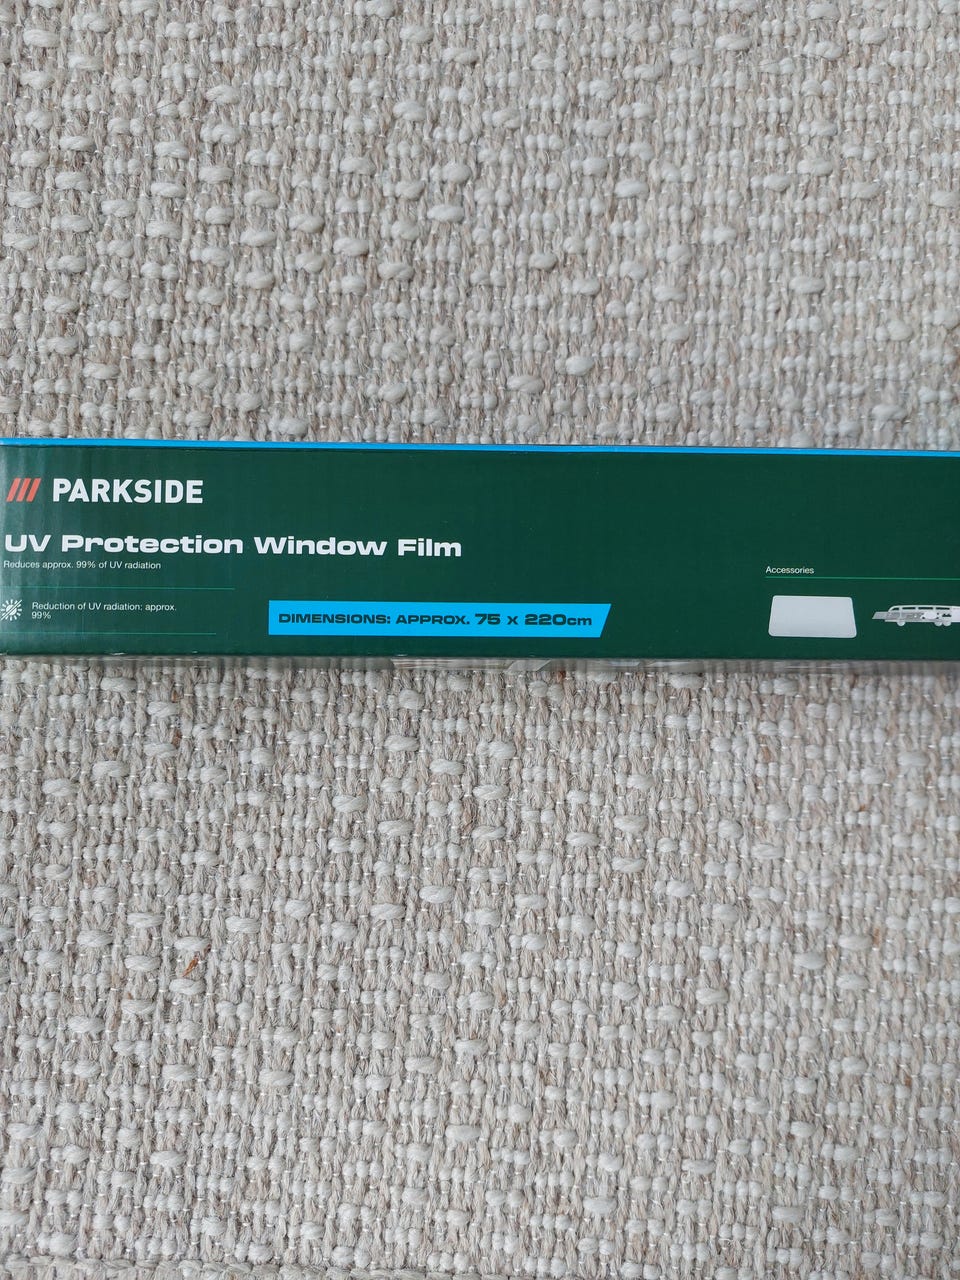 PARKSIDE
UV Protection Window Film
Reduces approx. 99% of UV radiation
Reduction of UV radiation: approx.
99%
DIMENSIONS: APPROX. 75 x 220cm
Accessories